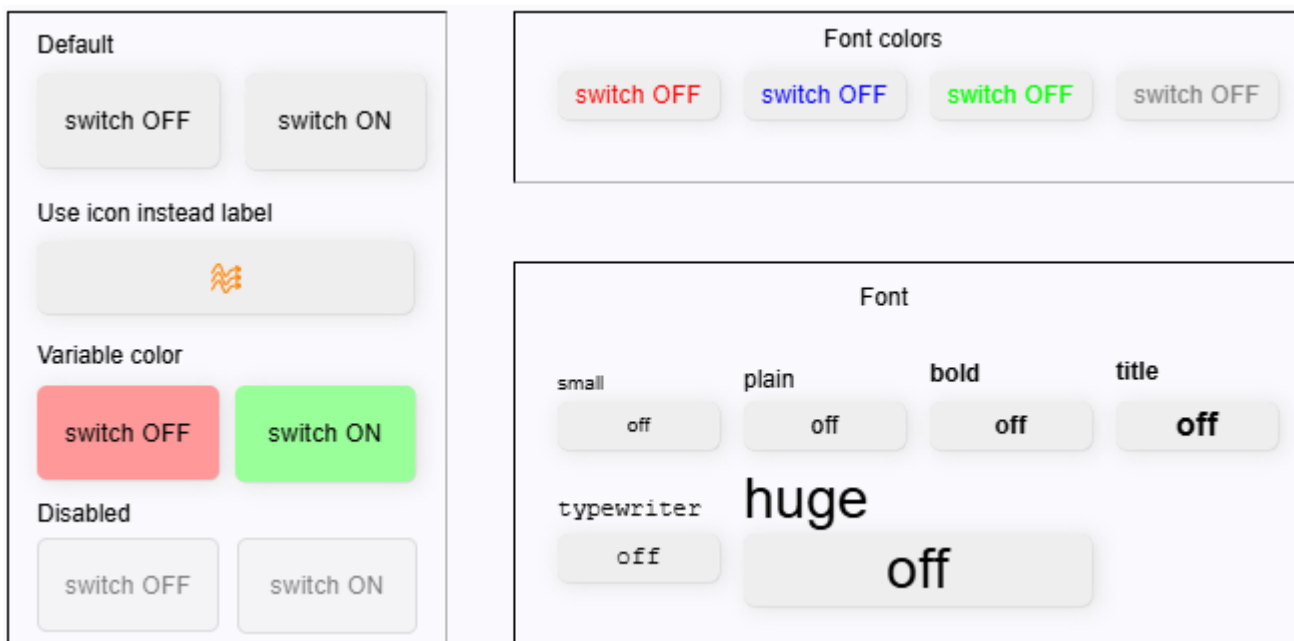 Default
switch OFF
switch ON
Use icon instead label
Variable color
switch OFF
switch ON
Disabled
switch OFF
switch ON
Font colors
switch OFF
switch OFF
switch OFF
switch OFF
Font
small
plain
bold
title
off
off
off
off
typewriter
huge
off
off